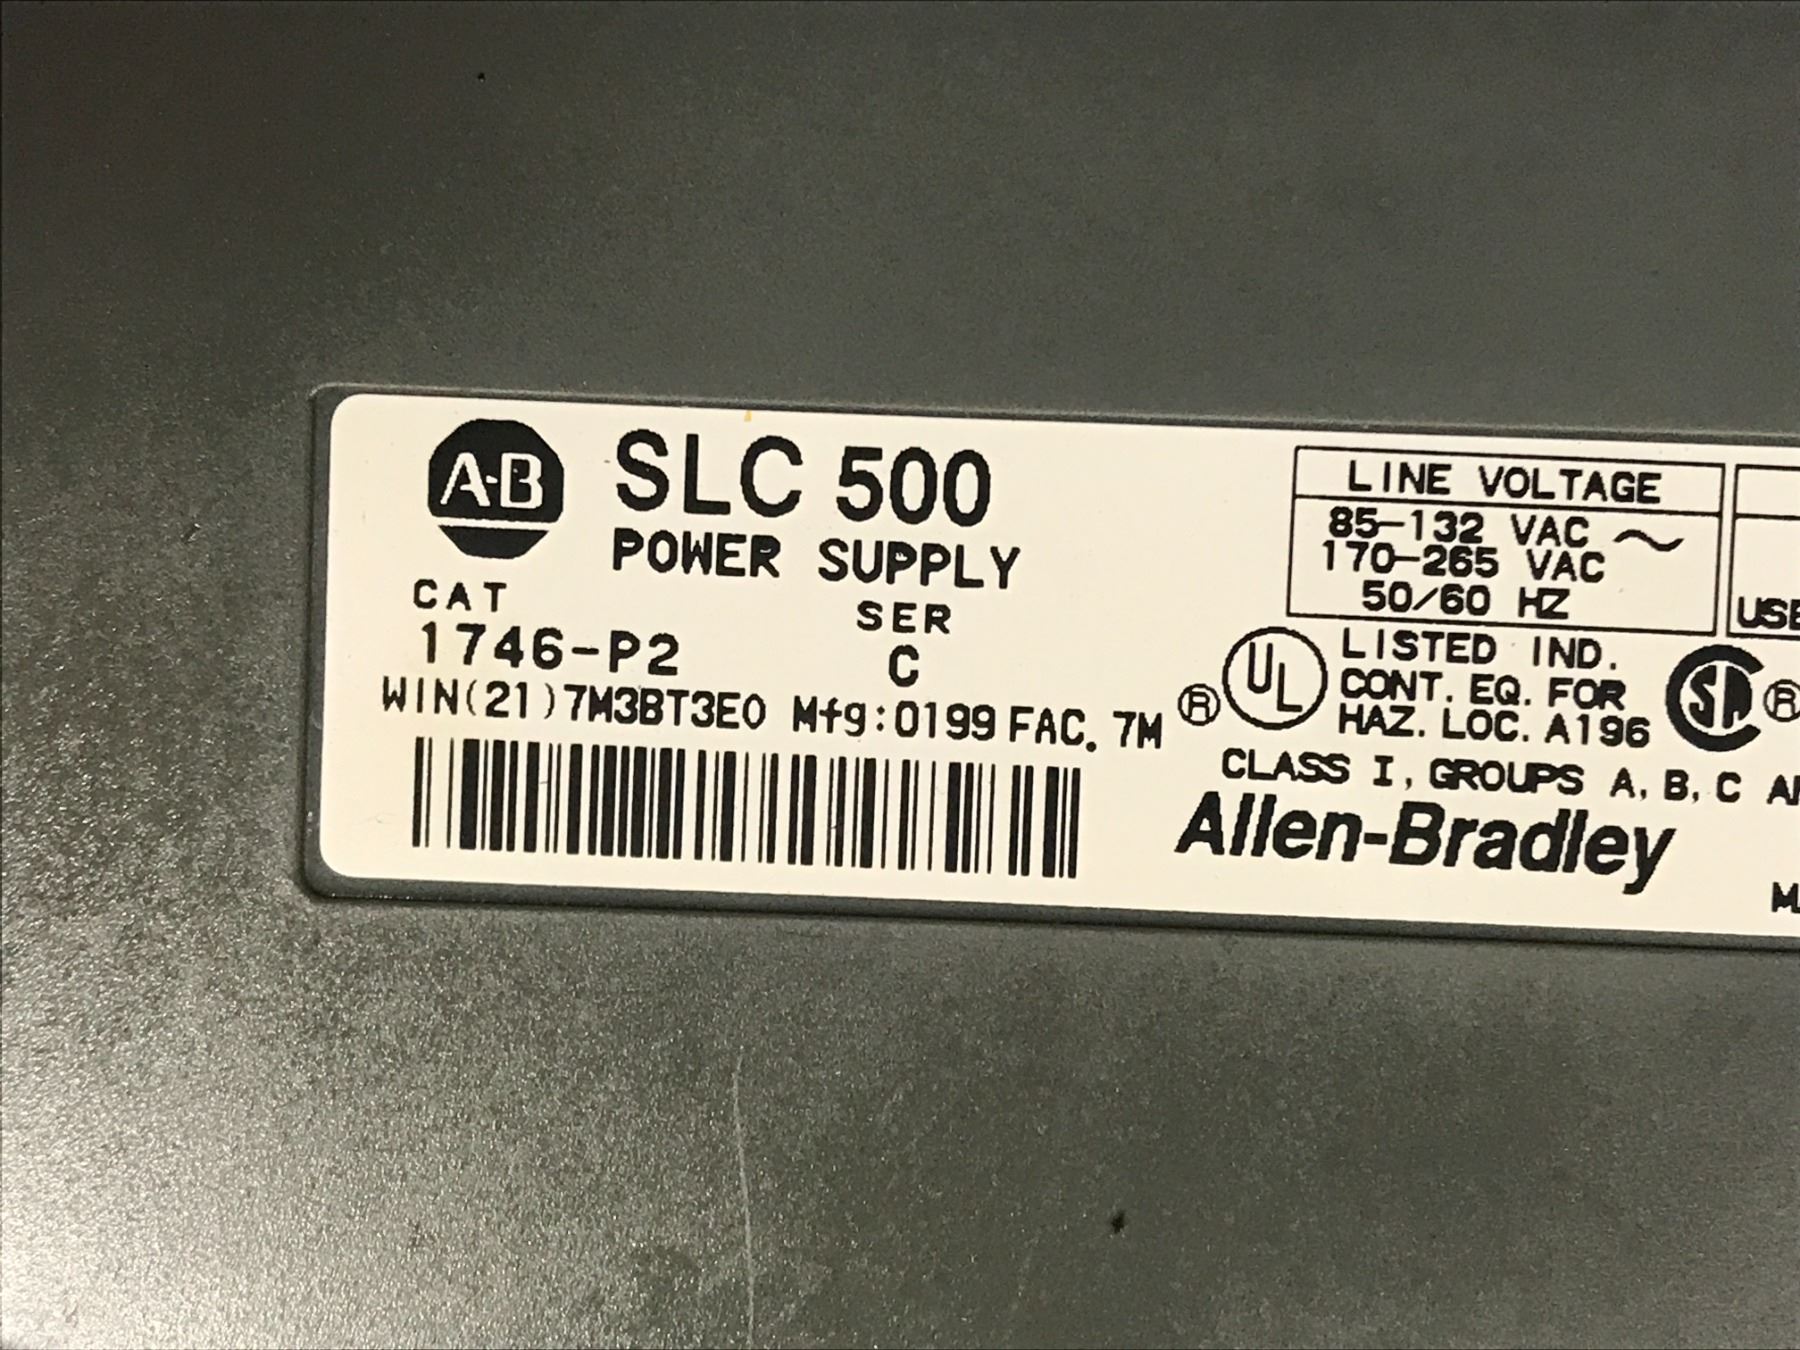 A-B
SLC 500
POWER SUPPLY
CAT
1746-P2
SER
C
WIN(21)7M3BT3E0 Mfg:0199 FAC. 7M
LINE VOLTAGE
85-132 VAC ~
170-265 VAC
50/60 HZ
® UL
LISTED IND.
CONT. EQ. FOR
HAZ. LOC. A196
SA ®
CLASS I, GROUPS A, B, C
Allen-Bradley